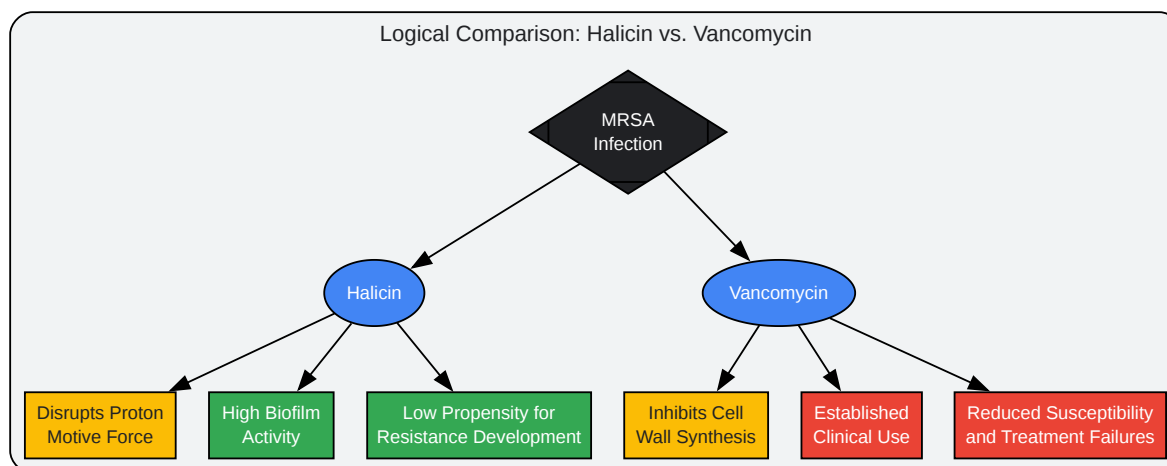 Logical Comparison: Halicin vs. Vancomycin
MRSA
Infection
Halicin
Vancomycin
Disrupts Proton
Motive Force
High Biofilm
Activity
Low Propensity for
Resistance Development
Inhibits Cell
Wall Synthesis
Established
Clinical Use
Reduced Susceptibility
and Treatment Failures